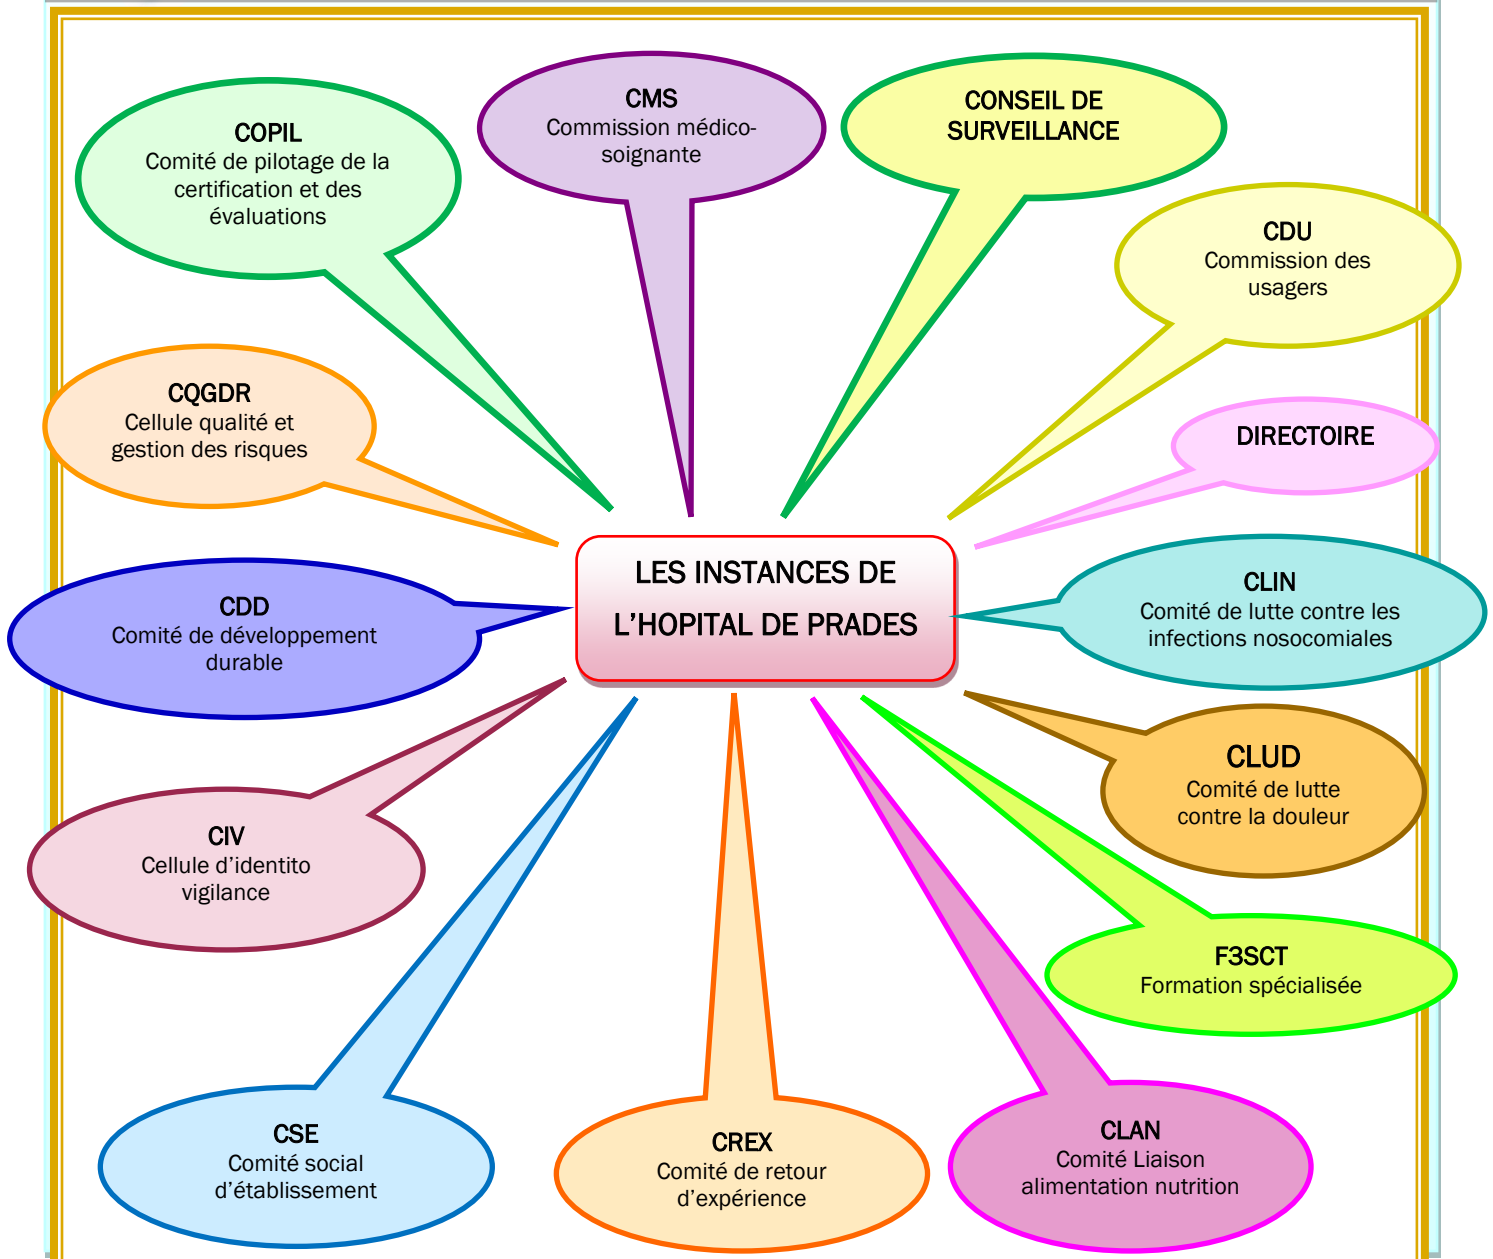 CMS
Commission médico-
soignante
CONSEIL DE
SURVEILLANCE
COPIL
Comité de pilotage de la
certification et des
évaluations
CDU
Commission des
usagers
CQGDR
Cellule qualité et
gestion des risques
DIRECTOIRE
LES INSTANCES DE
L'HOPITAL DE PRADES
CDD
Comité de développement
durable
CLIN
Comité de lutte contre les
infections nosocomiales
CLUD
Comité de lutte
contre la douleur
CIV
Cellule d'identito
vigilance
F3SCT
Formation spécialisée
CSE
Comité social
d'établissement
CREX
Comité de retour
d'expérience
CLAN
Comité Liaison
alimentation nutrition